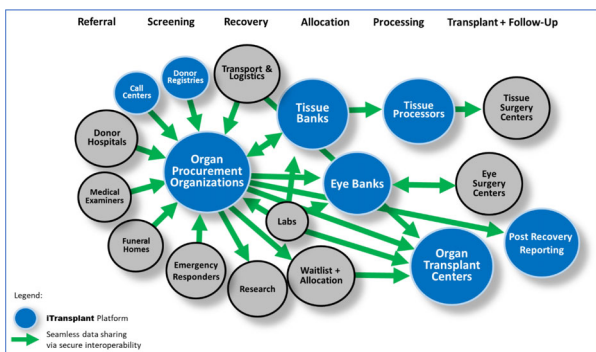 Referral Screening Recovery Allocation Processing Transplant + Follow-Up
Call
Centers
Donor
Registries
Transport &
Logistics
Tissue
Banks
Tissue
Processors
Tissue
Surgery
Centers
Donor
Hospitals
Organ
Procurement
Organizations
Eye Banks
Eye
Surgery
Centers
Medical
Examiners
Labs
Funeral
Homes
Emergency
Responders
Research
Waitlist +
Allocation
Organ
Transplant
Centers
Post Recovery
Reporting
Legend:
iTransplant Platform
Seamless data sharing
via secure interoperability